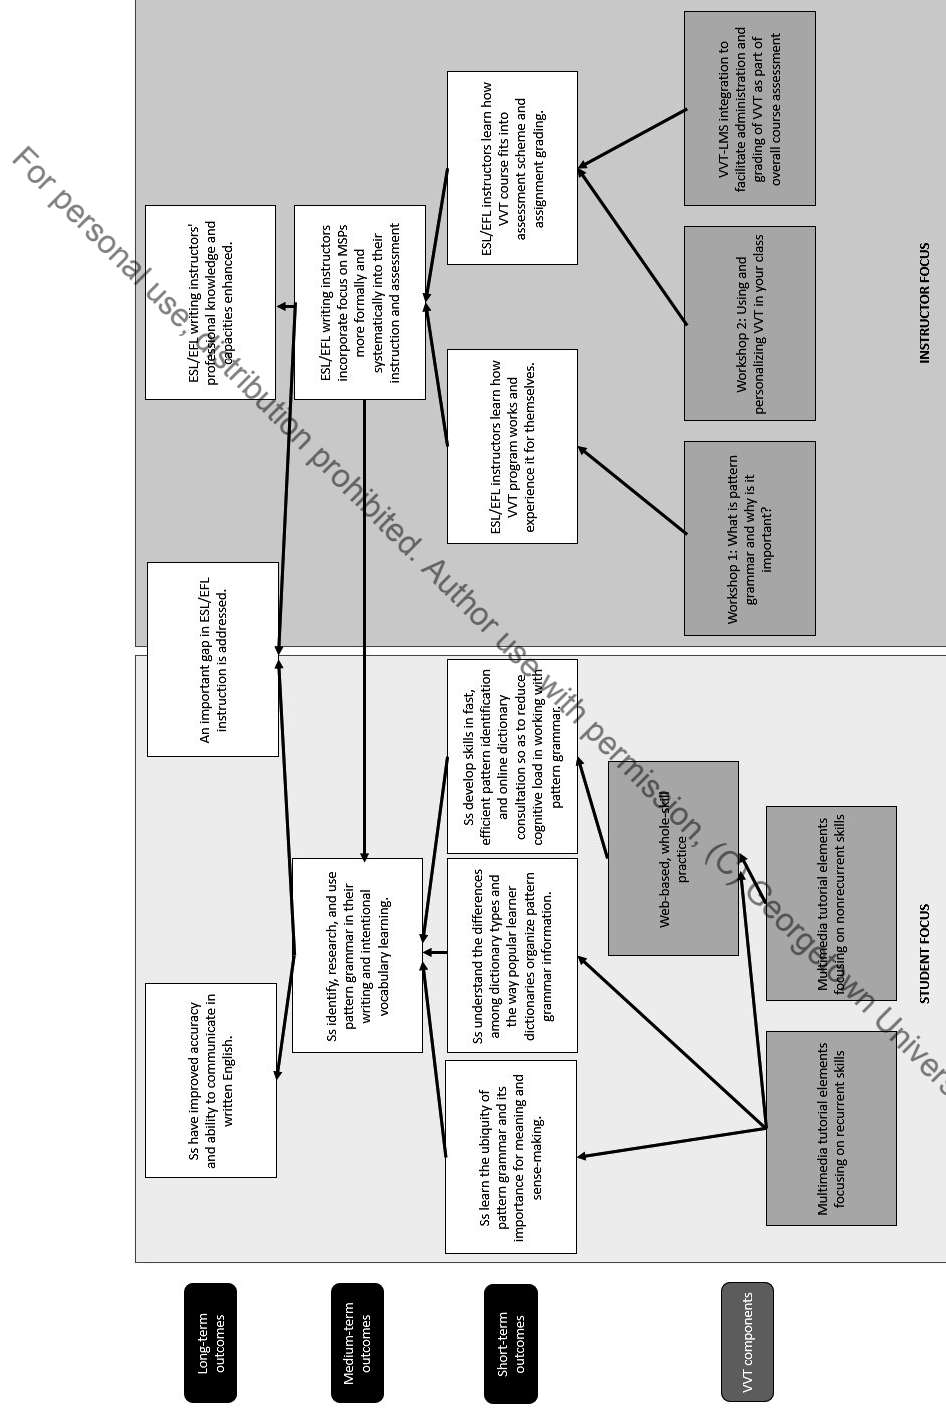 Long-term
outcomes
Ss have improved accuracy
and ability to communicate in
written English.
An important gap in ESL/EFL
instruction is addressed.
ESL/EFL writing instructors'
professional knowledge and
capacities enhanced.
Medium-term
outcomes
Ss identify, research, and use
pattern grammar in their
writing and intentional
vocabulary learning.
ESL/EFL writing instructors
incorporate focus on MSPs
more formally and
systematically into their
instruction and assessment
Short-term
outcomes
Ss learn the ubiquity of
pattern grammar and its
importance for meaning and
sense-making.
Ss understand the differences
among dictionary types and
the way popular learner
dictionaries organize pattern
grammar information.
Ss develop skills in fast,
efficient pattern identification
and online dictionary
consultation so as to reduce
cognitive load in working with
pattern grammar.
ESL/EFL instructors learn how
VVT program works and
experience it for themselves.
ESL/EFL instructors learn how
VVT course fits into
assessment scheme and
assignment grading.
VVT components
Multimedia tutorial elements
focusing on recurrent skills
Multimedia tutorial elements
focusing on nonrecurrent skills
Web-based, whole-skill
practice
Workshop 1: What is pattern
grammar and why is it
important?
Workshop 2: Using and
personalizing VVT in your class
VVT-LMS integration to
facilitate administration and
grading of VVT as part of
overall course assessment
STUDENT FOCUS
INSTRUCTOR FOCUS
For personal use, distribution prohibited. Author use with permission, (C) Georgetown Univers